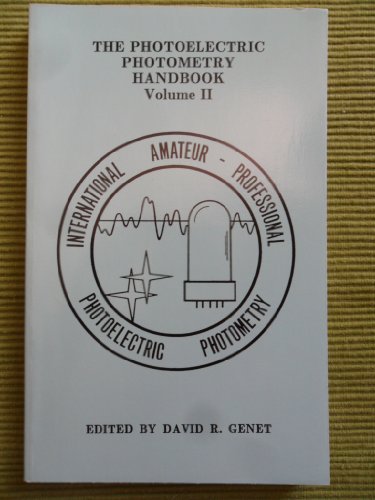 THE PHOTOELECTRIC
PHOTOMETRY
HANDBOOK
Volume II
INTERNATIONAL AMATEUR - PROFESSIONAL
PHOTOELECTRIC PHOTOMETRY
EDITED BY DAVID R. GENET